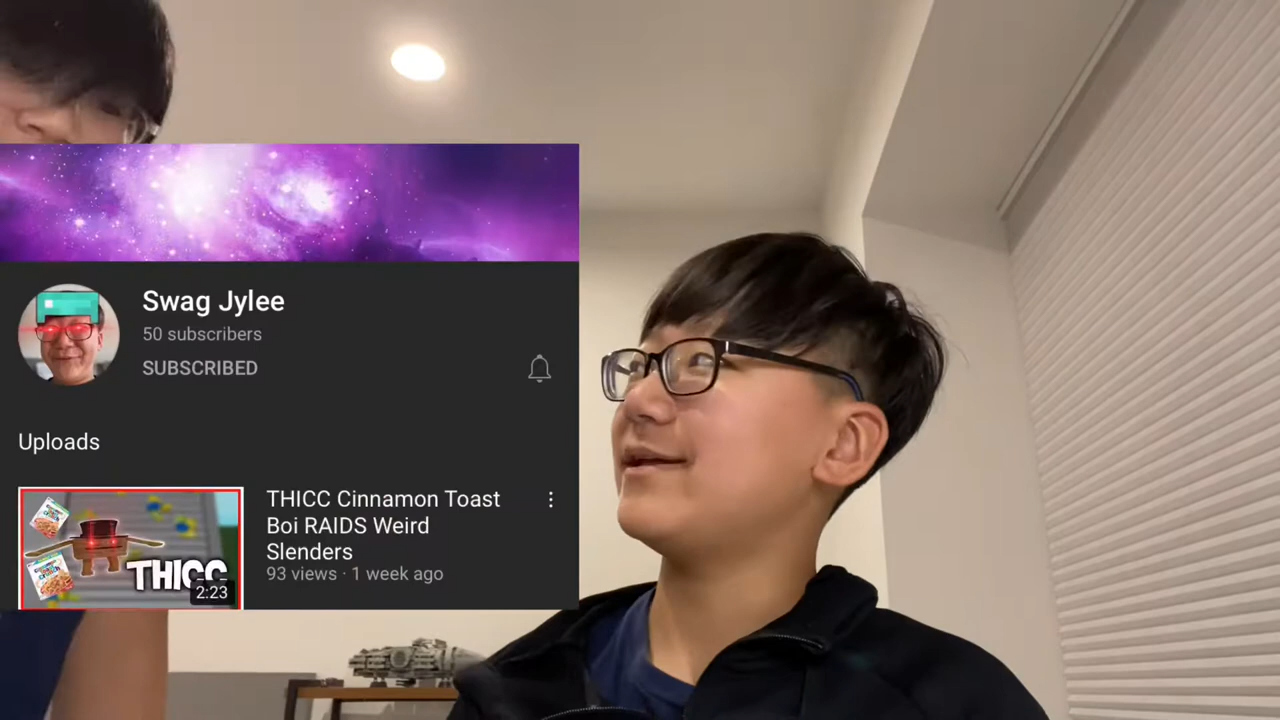 Swag Jylee
50 subscribers
SUBSCRIBED
Uploads
THICC Cinnamon Toast
Boi RAIDS Weird
Slenders
93 views · 1 week ago
THICC
2:23